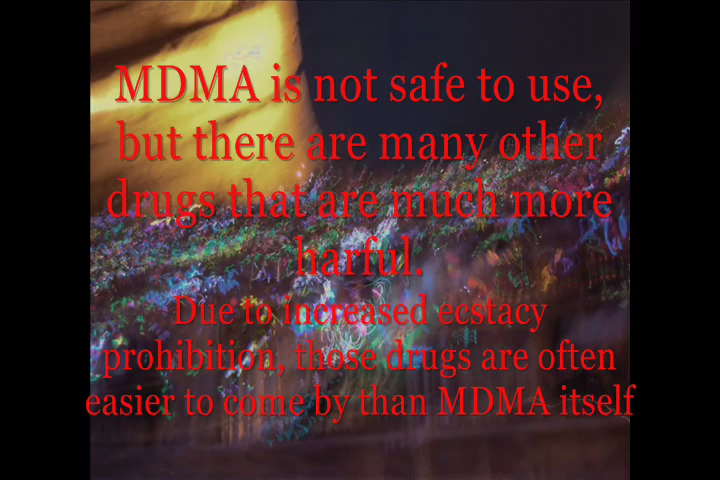 MDMA is not safe to use,
but there are many other
drugs that are much more
harful.
Due to increased ecstacy
prohibition, those drugs are often
easier to come by than MDMA itself